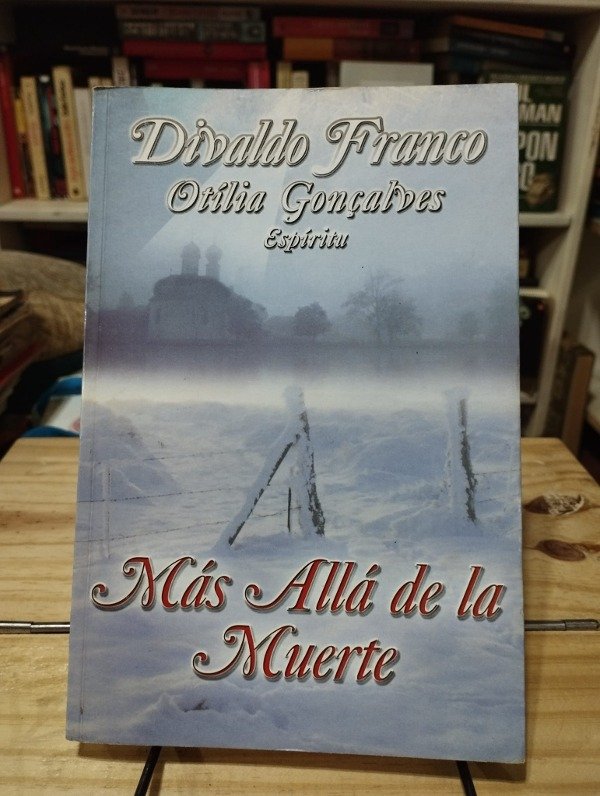 Divaldo Franco
Otília Gonçalves
Espíritu
Más Allá de la
Muerte